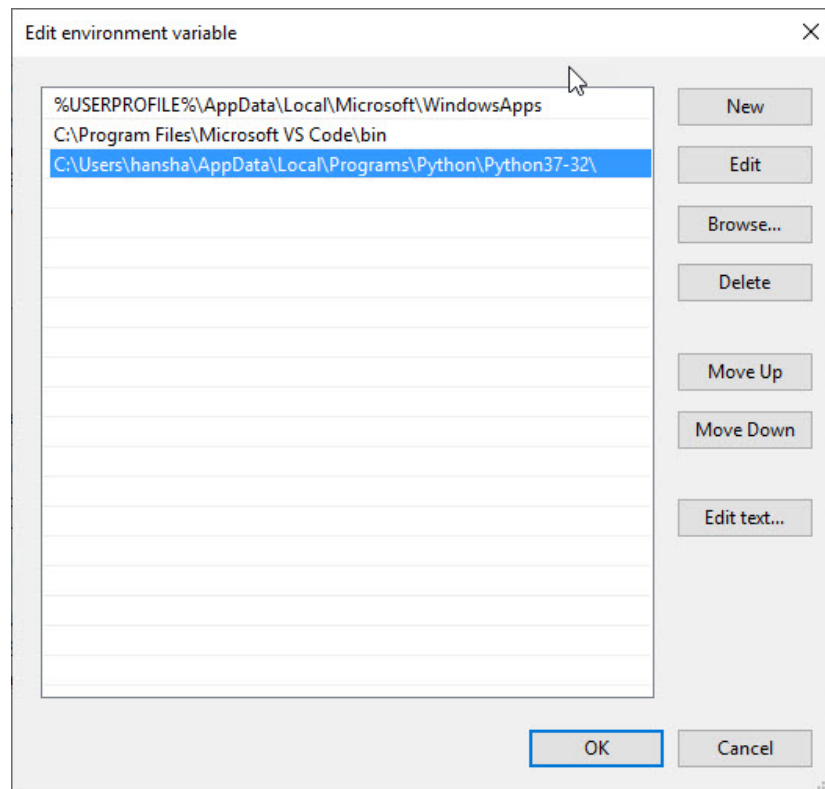 Edit environment variable
%USERPROFILE%\AppData\Local\Microsoft\WindowsApps
C:\Program Files\Microsoft VS Code\bin
C:\Users\hansha\AppData\Local\Programs\Python\Python37-32\
New
Edit
Browse...
Delete
Move Up
Move Down
Edit text...
OK
Cancel